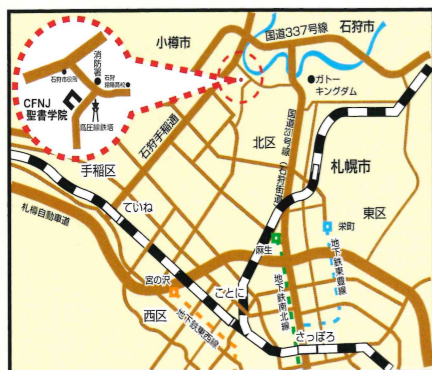 小樽市
国道337号線
石狩市
消防署
石狩市役所
石狩翔陽高校
CFNJ
聖書学院
高圧線鉄塔
ガトー
キングダム
石狩手稲通
北区
国道231号線(石狩街道)
札幌市
手稲区
ていね
東区
栄町
札樽自動車道
麻生
地下鉄東豊線
宮の沢
ことに
地下鉄南北線
西区
地下鉄東西線
さっぽろ